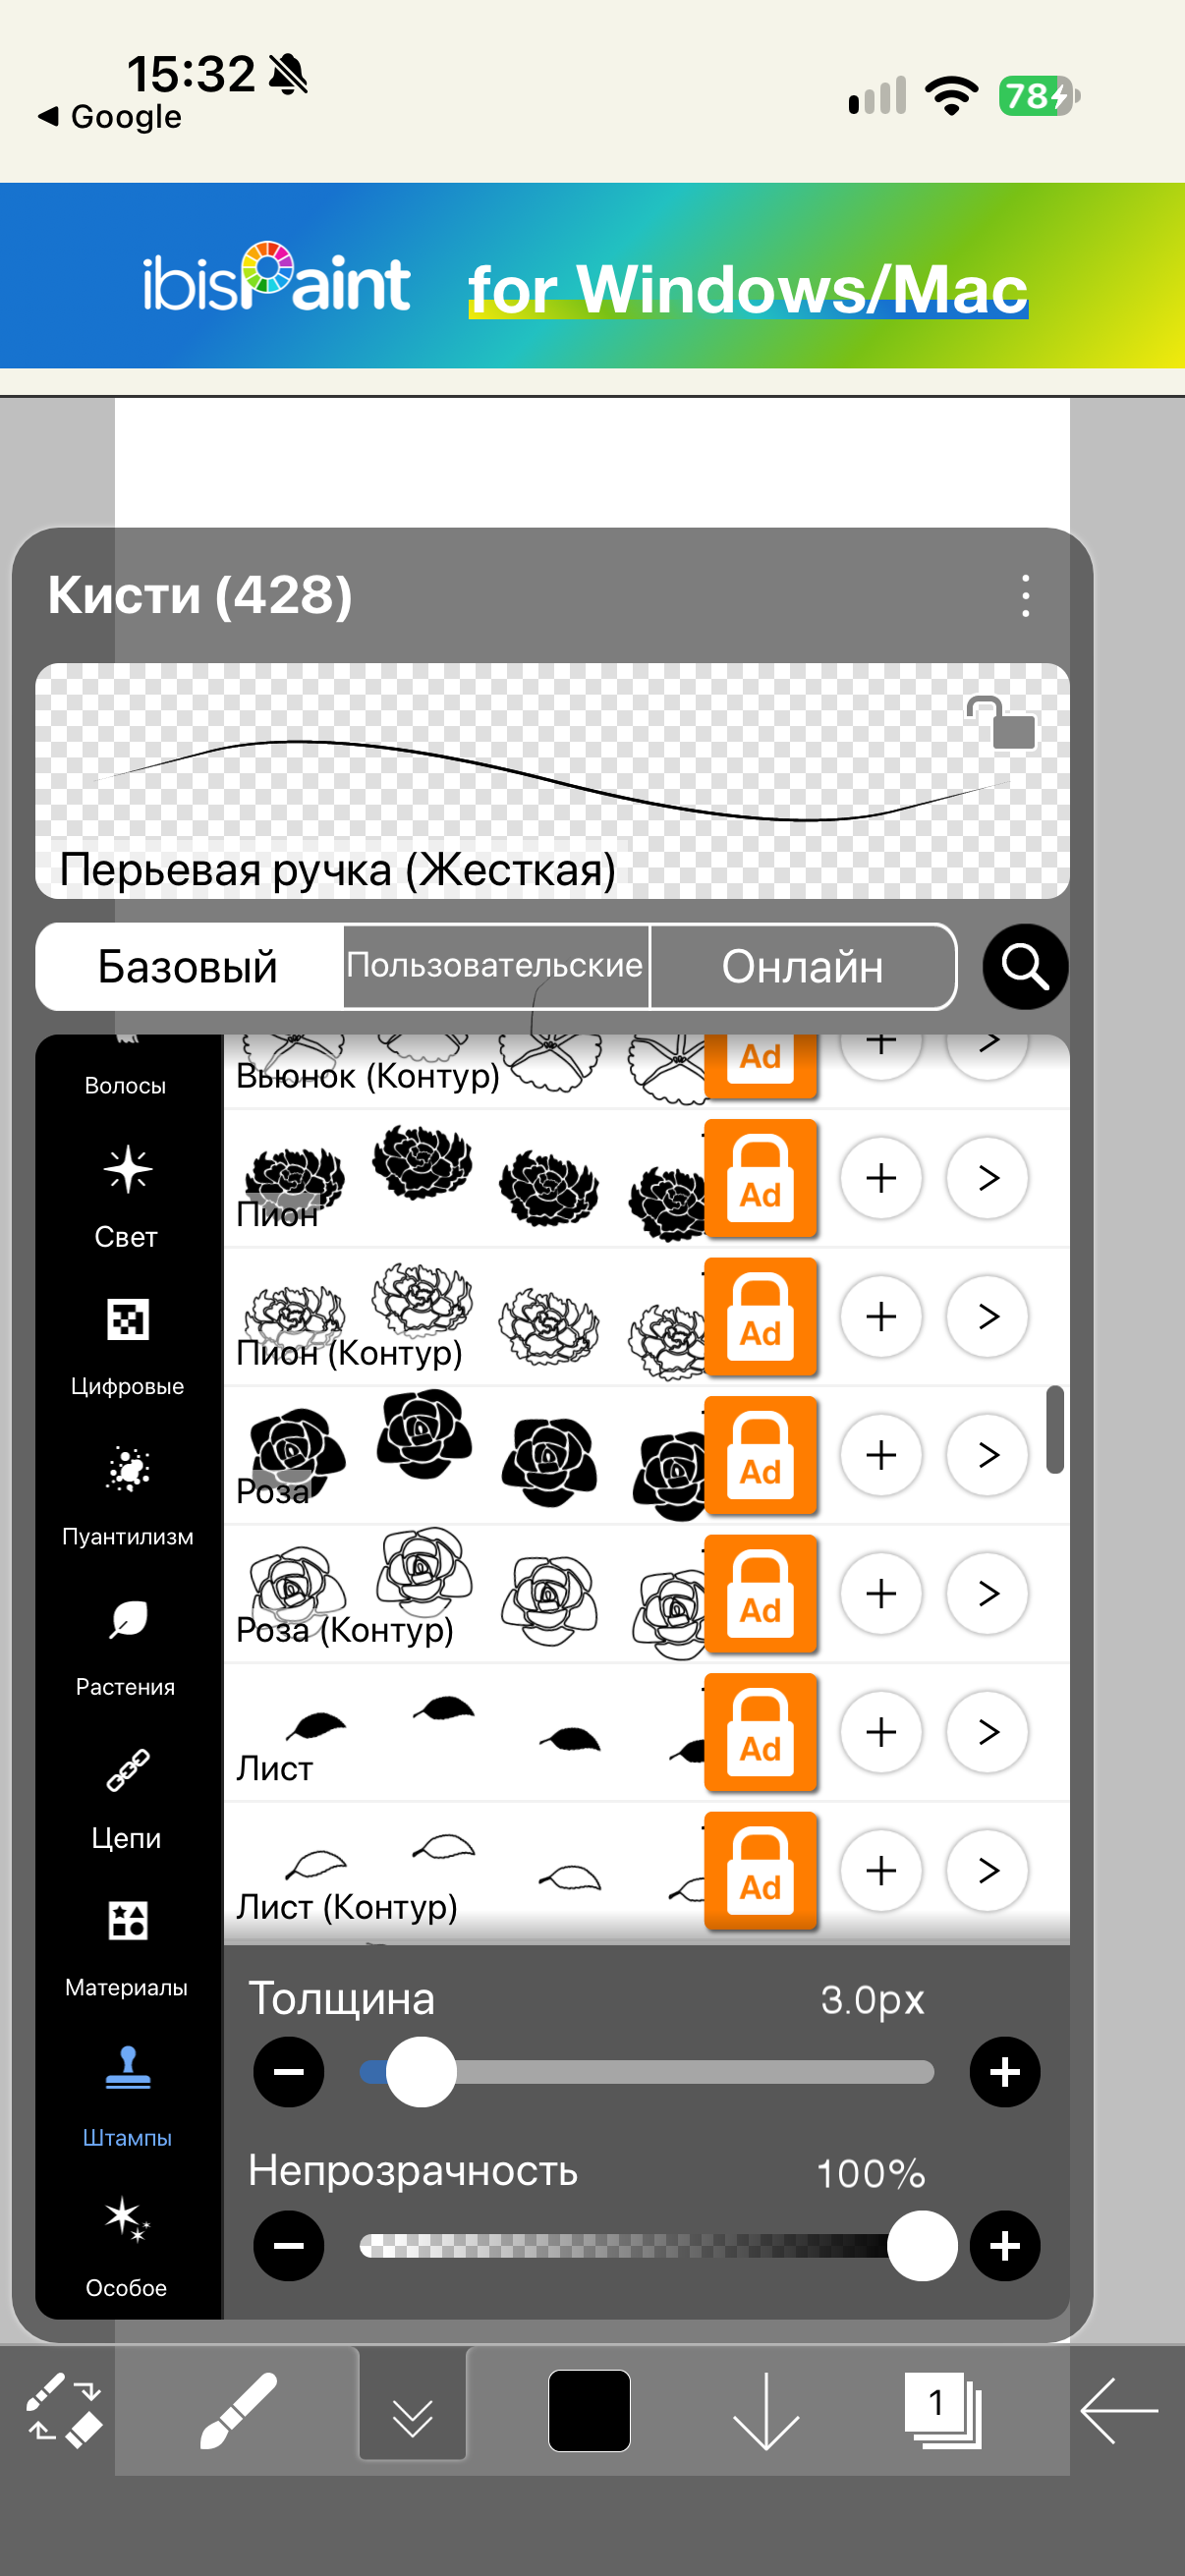 15:32
Google
78
ibisPaint for Windows/Mac
Кисти (428)
Перьевая ручка (Жесткая)
Базовый
Пользовательские
Онлайн
Волосы
Свет
Цифровые
Пуантилизм
Растения
Цепи
Материалы
Штампы
Особое
Вьюнок (Контур)
Ad
Пион
Ad
Пион (Контур)
Ad
Роза
Ad
Роза (Контур)
Ad
Лист
Ad
Лист (Контур)
Ad
Толщина
3.0px
Непрозрачность
100%
1